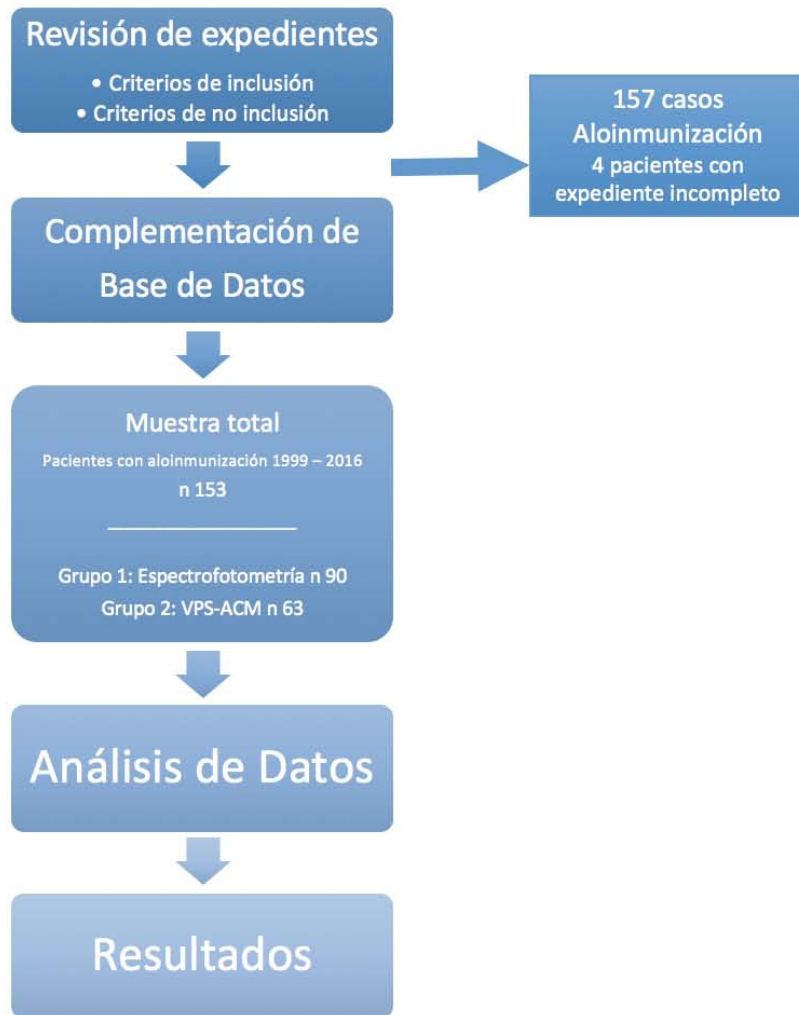 Revisión de expedientes
• Criterios de inclusión
• Criterios de no inclusión
157 casos
Aloinmunización
4 pacientes con
expediente incompleto
Complementación de
Base de Datos
Muestra total
Pacientes con aloinmunización 1999 – 2016
n 153
Grupo 1: Espectrofotometría n 90
Grupo 2: VPS-ACM n 63
Análisis de Datos
Resultados